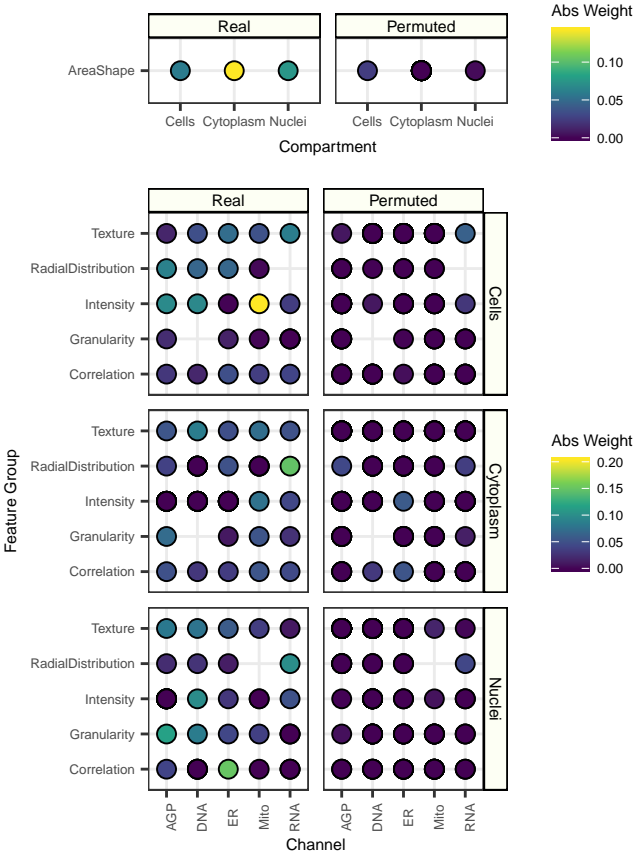 Abs Weight
Real Permuted
AreaShape
0.10
0.05
0.00
Cells Cytoplasm Nuclei Cells Cytoplasm Nuclei
Compartment
Real Permuted
Texture
RadialDistribution
Intensity
Granularity
Correlation
Cells
Texture
RadialDistribution
Intensity
Granularity
Correlation
Cytoplasm
Texture
RadialDistribution
Intensity
Granularity
Correlation
Nuclei
Feature Group
Abs Weight
0.20
0.15
0.10
0.05
0.00
AGP DNA ER Mito RNA AGP DNA ER Mito RNA
Channel